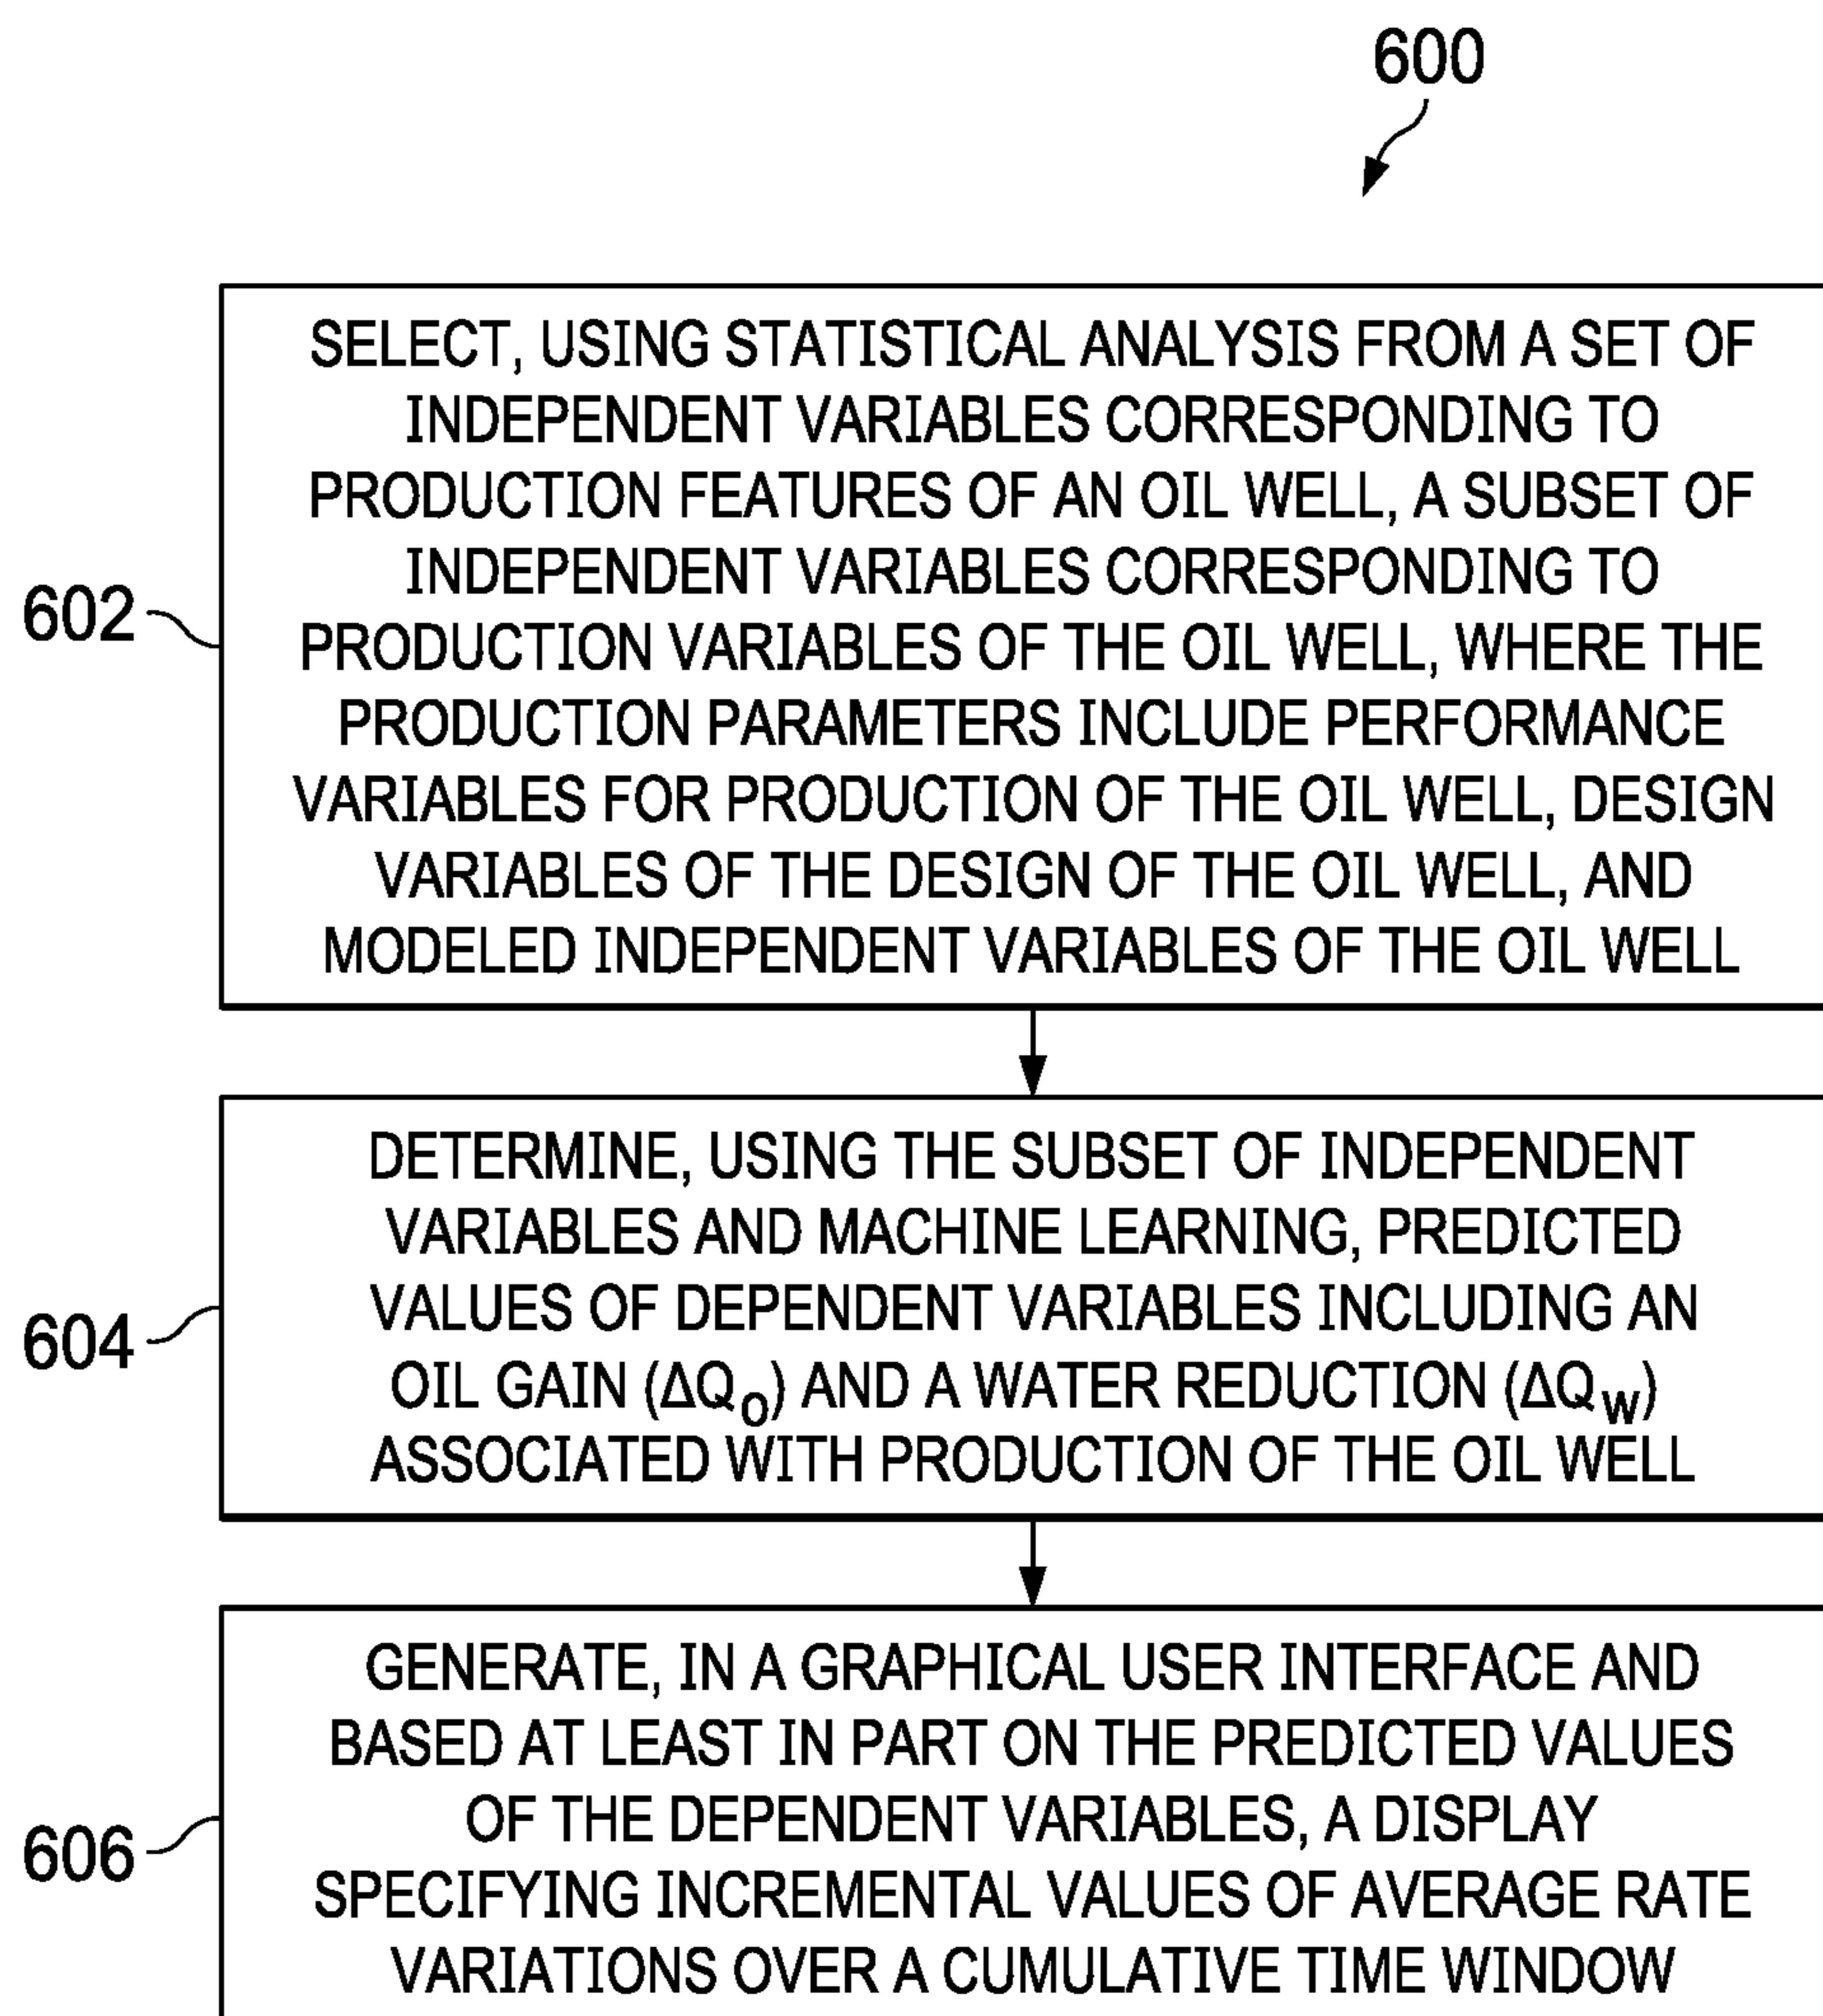 600
SELECT, USING STATISTICAL ANALYSIS FROM A SET OF
INDEPENDENT VARIABLES CORRESPONDING TO
PRODUCTION FEATURES OF AN OIL WELL, A SUBSET OF
INDEPENDENT VARIABLES CORRESPONDING TO
PRODUCTION VARIABLES OF THE OIL WELL, WHERE THE
PRODUCTION PARAMETERS INCLUDE PERFORMANCE
VARIABLES FOR PRODUCTION OF THE OIL WELL, DESIGN
VARIABLES OF THE DESIGN OF THE OIL WELL, AND
MODELED INDEPENDENT VARIABLES OF THE OIL WELL
602
DETERMINE, USING THE SUBSET OF INDEPENDENT
VARIABLES AND MACHINE LEARNING, PREDICTED
VALUES OF DEPENDENT VARIABLES INCLUDING AN
OIL GAIN (ΔQO) AND A WATER REDUCTION (ΔQW)
ASSOCIATED WITH PRODUCTION OF THE OIL WELL
604
GENERATE, IN A GRAPHICAL USER INTERFACE AND
BASED AT LEAST IN PART ON THE PREDICTED VALUES
OF THE DEPENDENT VARIABLES, A DISPLAY
SPECIFYING INCREMENTAL VALUES OF AVERAGE RATE
VARIATIONS OVER A CUMULATIVE TIME WINDOW
606